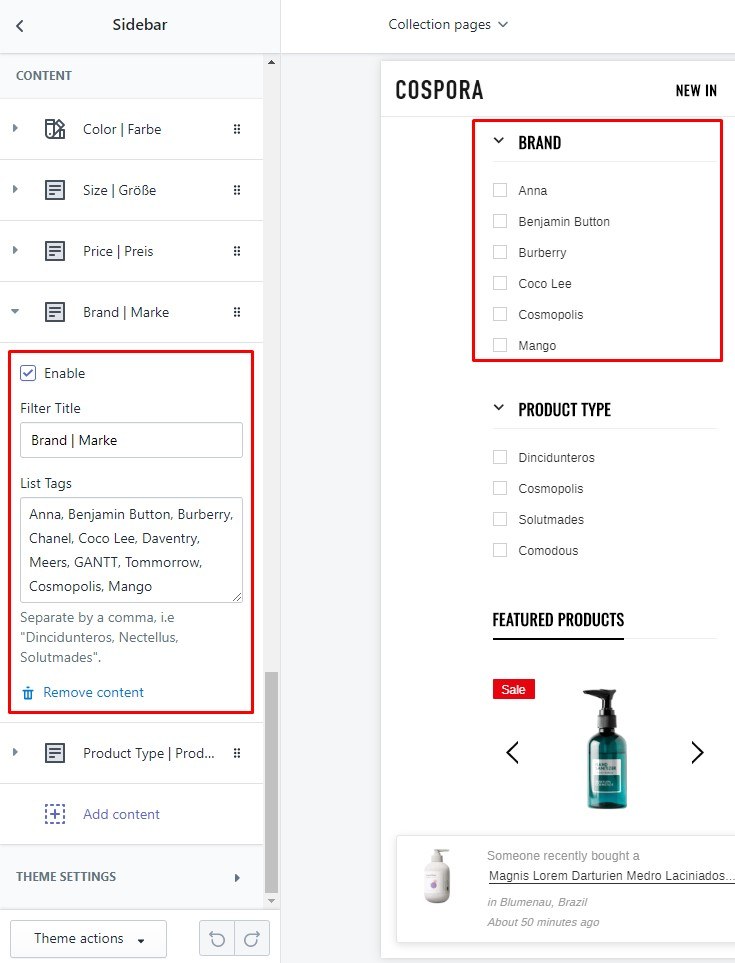 Sidebar
CONTENT
Color | Farbe
Size | Größe
Price | Preis
Brand | Marke
Enable
Filter Title
Brand | Marke
List Tags
Anna, Benjamin Button, Burberry,
Chanel, Coco Lee, Daventry,
Meers, GANTT, Tommorrow,
Cosmopolis, Mango
Separate by a comma, i.e
"Dincidunteros, Nectellus,
Solutmades".
Remove content
Product Type | Prod...
Add content
THEME SETTINGS
Theme actions
Collection pages
COSPORA
NEW IN
BRAND
Anna
Benjamin Button
Burberry
Coco Lee
Cosmopolis
Mango
PRODUCT TYPE
Dincidunteros
Cosmopolis
Solutmades
Comodous
FEATURED PRODUCTS
Sale
Someone recently bought a
Magnis Lorem Darturien Medro Laciniados...
in Blumenau, Brazil
About 50 minutes ago